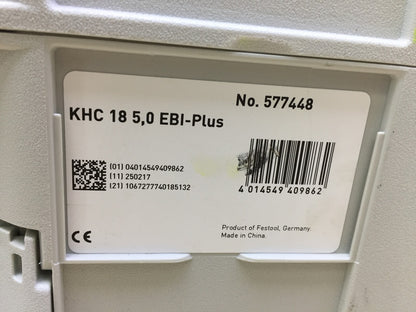 No. 577448
KHC 18 5,0 EBI-Plus
(01) 04014549409862
(11) 250217
(21) 1067277740185132
4 014549 409862
CE
Product of Festool, Germany.
Made in China.